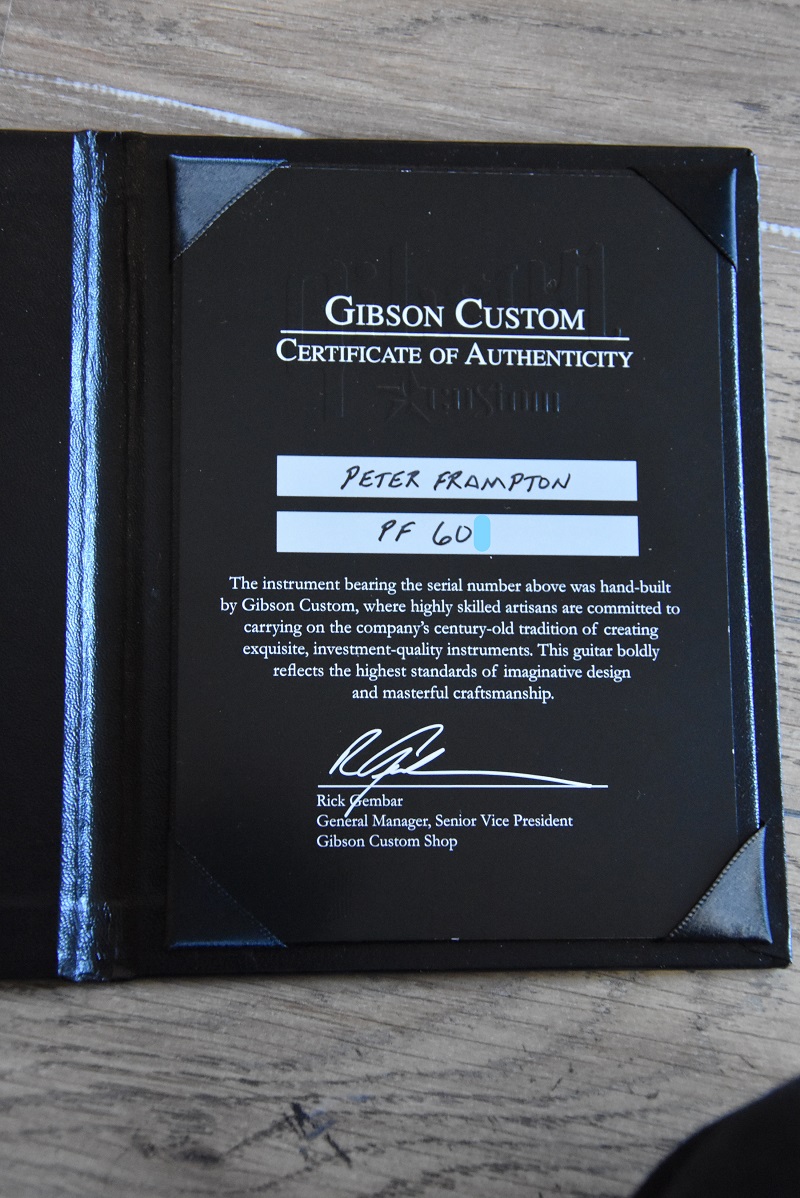 GIBSON CUSTOM
CERTIFICATE OF AUTHENTICITY
Custom
PETER FRAMPTON
PF 60
The instrument bearing the serial number above was hand-built
by Gibson Custom, where highly skilled artisans are committed to
carrying on the company's century-old tradition of creating
exquisite, investment-quality instruments. This guitar boldly
reflects the highest standards of imaginative design
and masterful craftsmanship.
Rick Gembar
General Manager, Senior Vice President
Gibson Custom Shop